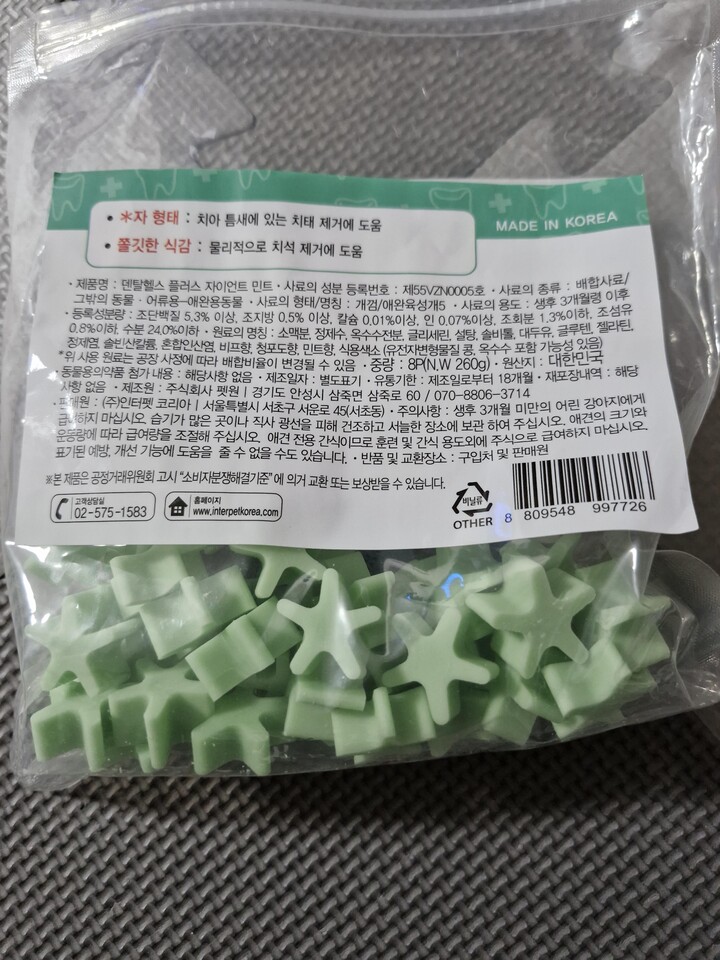 • ＊자 형태 : 치아 틈새에 있는 치태 제거에 도움
• 쫄깃한 식감 : 물리적으로 치석 제거에 도움
MADE IN KOREA
• 제품명 : 덴탈헬스 플러스 자이언트 민트 • 사료의 성분 등록번호 : 제55VZN0005호 • 사료의 종류 : 배합사료/
그밖의 동물 · 어류용-애완용동물 • 사료의 형태/명칭 : 개껌/애완육성개5 • 사료의 용도 : 생후 3개월령 이후
• 등록성분량 : 조단백질 5.3% 이상, 조지방 0.5% 이상, 칼슘 0.01%이상, 인 0.07%이상, 조회분 1.3%이하, 조섬유
0.8%이하, 수분 24.0%이하 • 원료의 명칭 : 소맥분, 정제수, 옥수수전분, 글리세린, 설탕, 솔비톨, 대두유, 글루텐, 젤라틴,
정제염, 솔빈산칼륨, 혼합인산염, 비프향, 청포도향, 민트향, 식용색소 (유전자변형물질 콩, 옥수수 포함 가능성 있음)
*위 사용 원료는 공장 사정에 따라 배합비율이 변경될 수 있음 • 중량 : 8P(N.W 260g) • 원산지 : 대한민국
• 동물용의약품 첨가 내용 : 해당사항 없음 • 제조일자 : 별도표기 • 유통기한 : 제조일로부터 18개월 • 재포장내역 : 해당
사항 없음 • 제조원 : 주식회사 펫원 | 경기도 안성시 삼죽면 삼죽로 60 / 070-8806-3714
• 판매원 : (주)인터펫 코리아 | 서울특별시 서초구 서운로 45(서초동) • 주의사항 : 생후 3개월 미만의 어린 강아지에게
급여하지 마십시오. 습기가 많은 곳이나 직사 광선을 피해 건조하고 서늘한 장소에 보관 하여 주십시오. 애견의 크기와
운동량에 따라 급여량을 조절해 주십시오. 애견 전용 간식이므로 훈련 및 간식 용도외에 주식으로 급여하지 마십시오.
표기된 예방, 개선 기능에 도움을 줄 수 없을 수도 있습니다. • 반품 및 교환장소 : 구입처 및 판매원
※본 제품은 공정거래위원회 고시 “소비자분쟁해결기준” 에 의거 교환 또는 보상받을 수 있습니다.
고객상담실
02-575-1583
홈페이지
www.interpetkorea.com
비닐류
OTHER
8 809548 997726